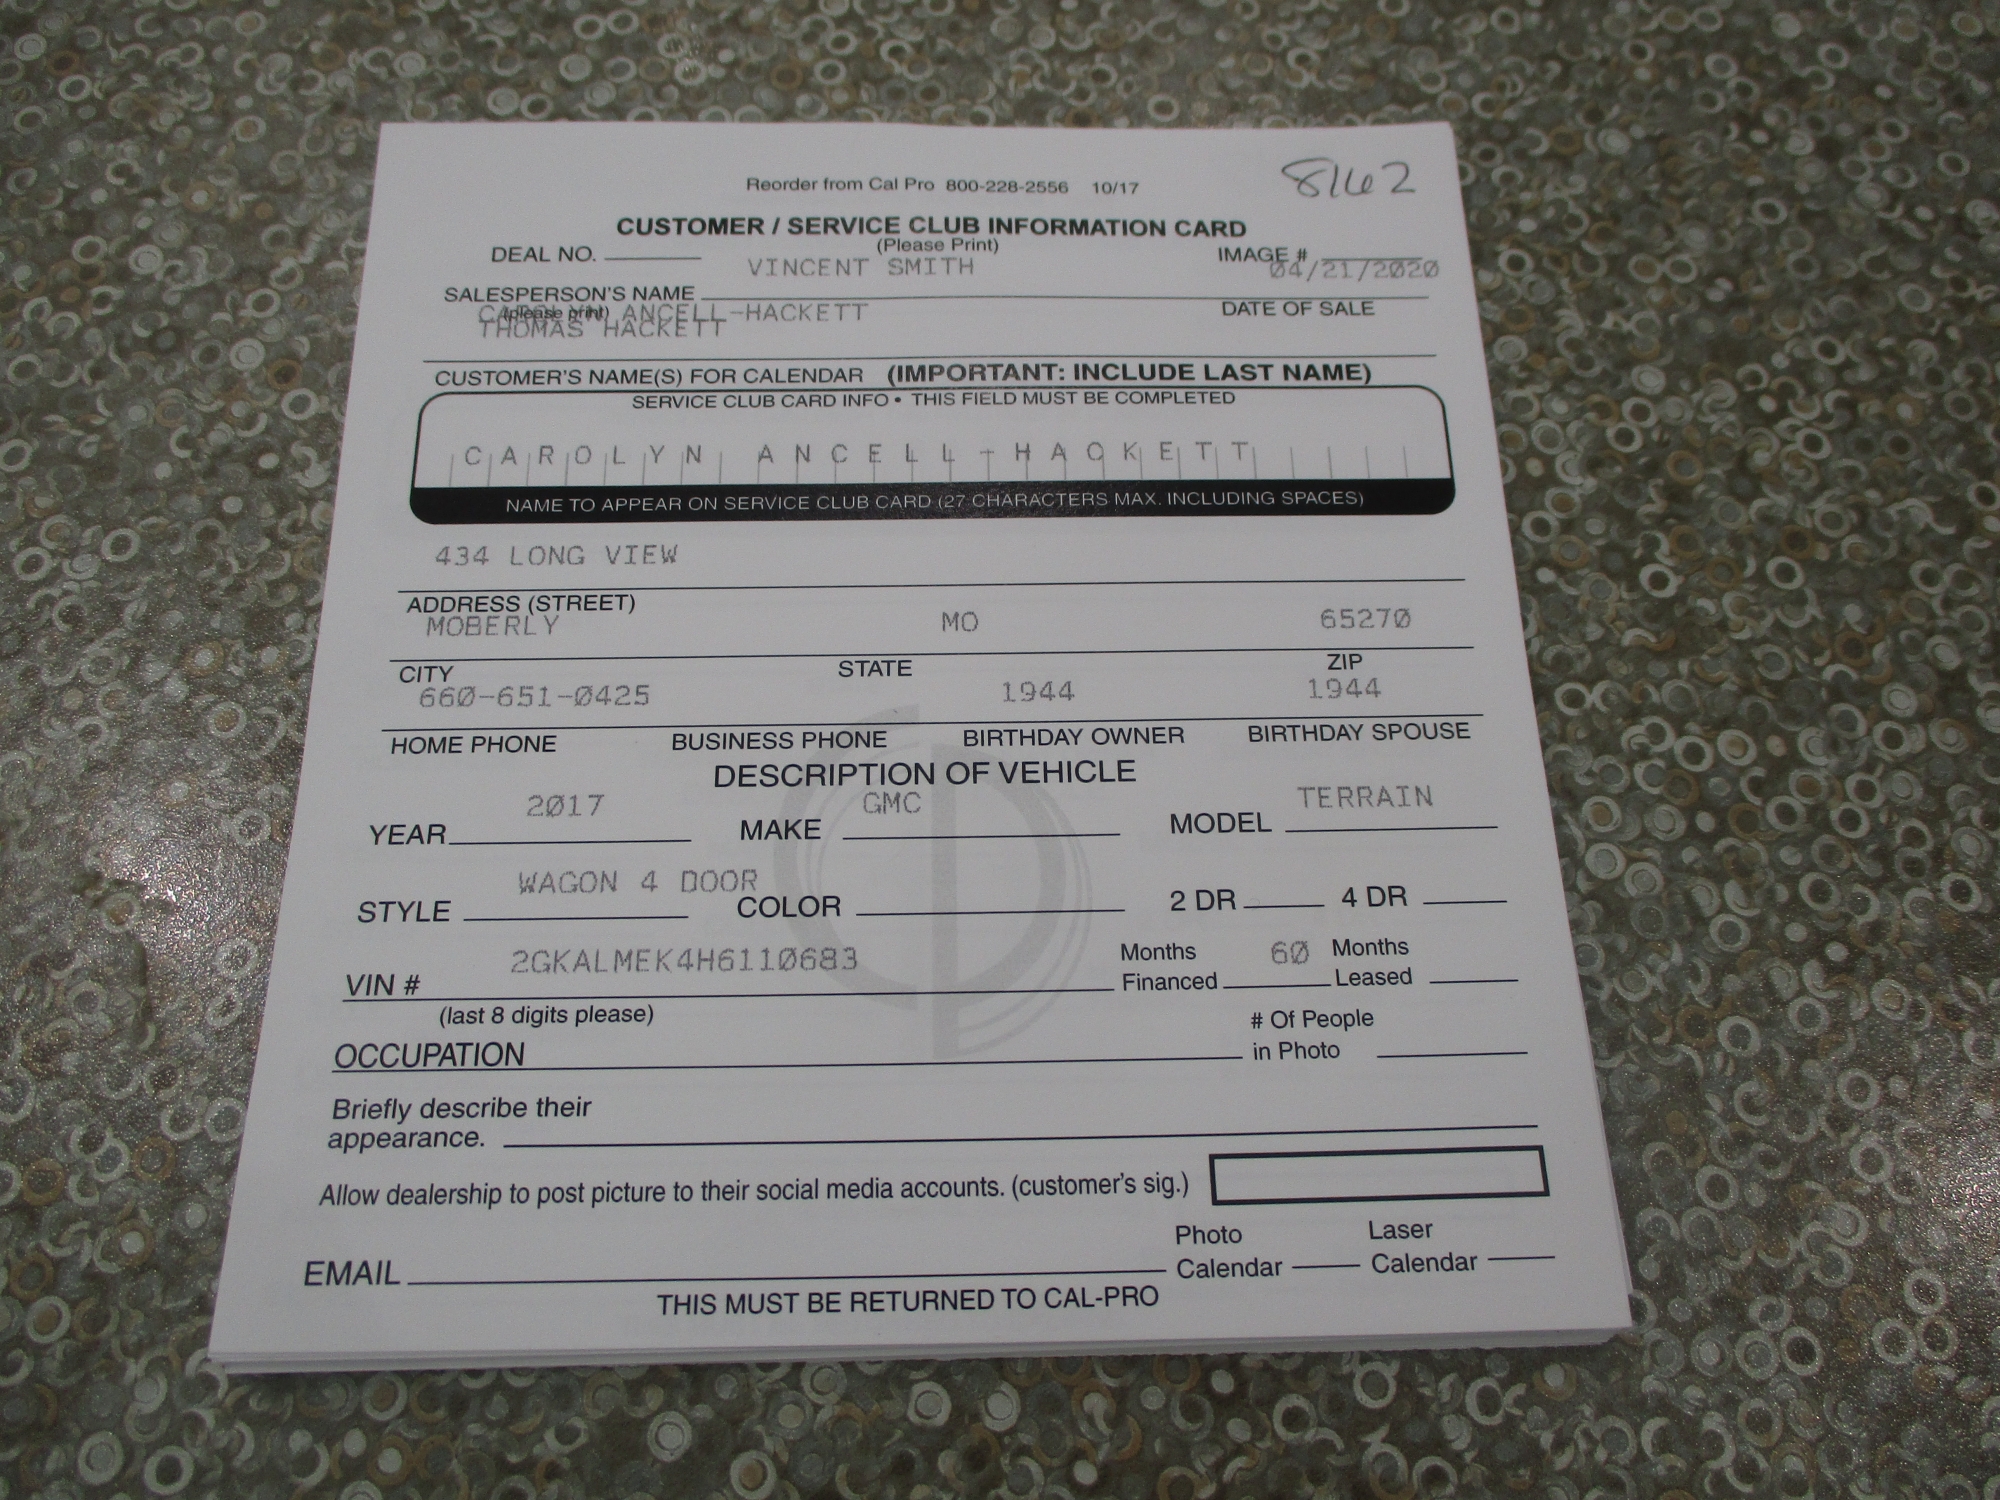 8162
Reorder from Cal Pro 800-228-2556 10/17
CUSTOMER / SERVICE CLUB INFORMATION CARD
(Please Print)
DEAL NO. IMAGE #
VINCENT SMITH 04/21/2020
SALESPERSON'S NAME DATE OF SALE
(please print)
CAROLYN ANCELL-HACKETT
THOMAS HACKETT
CUSTOMER'S NAME(S) FOR CALENDAR (IMPORTANT: INCLUDE LAST NAME)
SERVICE CLUB CARD INFO • THIS FIELD MUST BE COMPLETED
CAROLYN ANCELL-HACKETT
NAME TO APPEAR ON SERVICE CLUB CARD (27 CHARACTERS MAX. INCLUDING SPACES)
434 LONG VIEW
ADDRESS (STREET)
MOBERLY MO 65270
CITY STATE ZIP
660-651-0425 1944 1944
HOME PHONE BUSINESS PHONE BIRTHDAY OWNER BIRTHDAY SPOUSE
DESCRIPTION OF VEHICLE
2017 GMC TERRAIN
YEAR MAKE MODEL
WAGON 4 DOOR
STYLE COLOR 2 DR 4 DR
2GKALMEK4H6110683 60
VIN # Months Financed Months Leased
(last 8 digits please)
OCCUPATION # Of People in Photo
Briefly describe their
appearance.
Allow dealership to post picture to their social media accounts. (customer's sig.)
EMAIL Photo Calendar Laser Calendar
THIS MUST BE RETURNED TO CAL-PRO